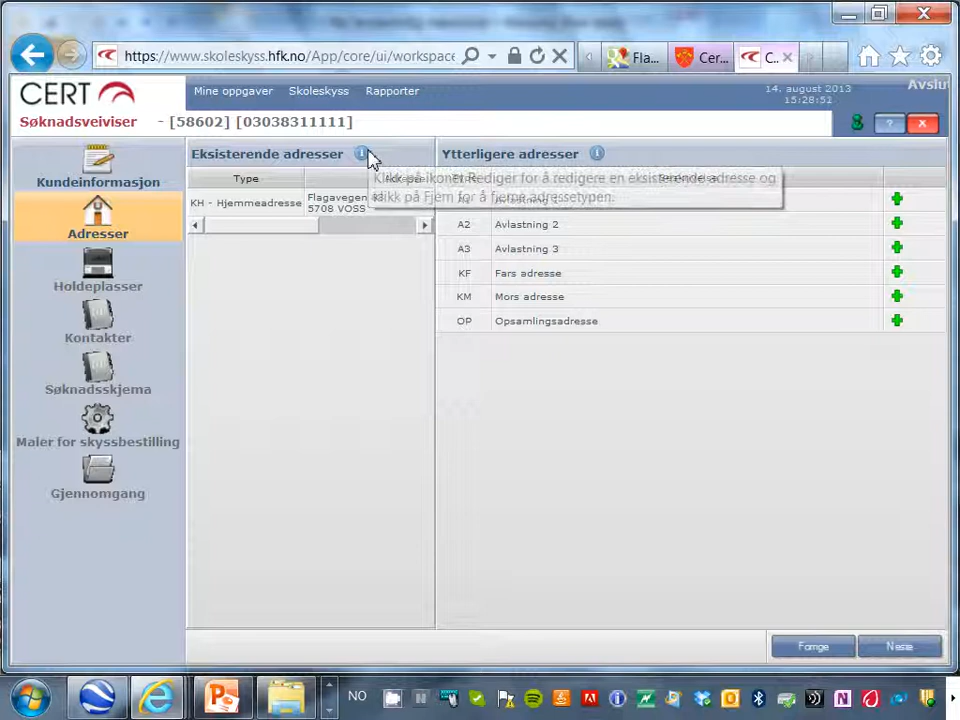 https://www.skoleskyss.hfk.no/App/core/ui/workspace
Fla...
Cer...
C...
CERT
Mine oppgaver
Skoleskyss
Rapporter
14. august 2013
15:28:52
Avslu
Søknadsveiviser
- [58602] [03038311111]
Kundeinformasjon
Adresser
Holdeplasser
Kontakter
Søknadsskjema
Maler for skyssbestilling
Gjennomgang
Eksisterende adresser
Type
KH - Hjemmeadresse
Flagavegen
5708 VOSS
Klikk på ikonet Rediger for å redigere en eksisterende adresse og
klikk på Fjern for å fjerne adressetypen.
Ytterligere adresser
A2 Avlastning 2
A3 Avlastning 3
KF Fars adresse
KM Mors adresse
OP Opsamlingsadresse
Forrige
Neste
NO